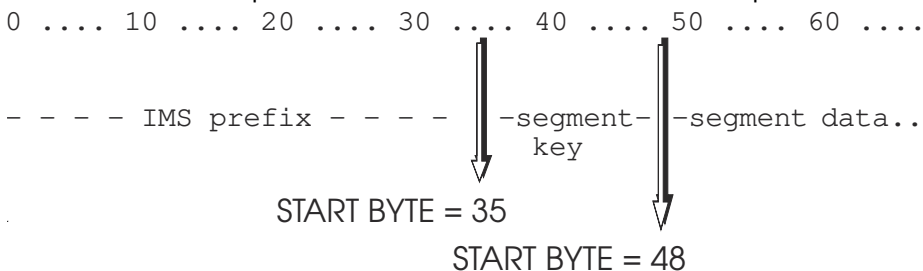 0 .... 10 .... 20 .... 30 .... 40 .... 50 .... 60 ....
- - - - IMS prefix - - - - -segment- -segment data..
key
START BYTE = 35
START BYTE = 48